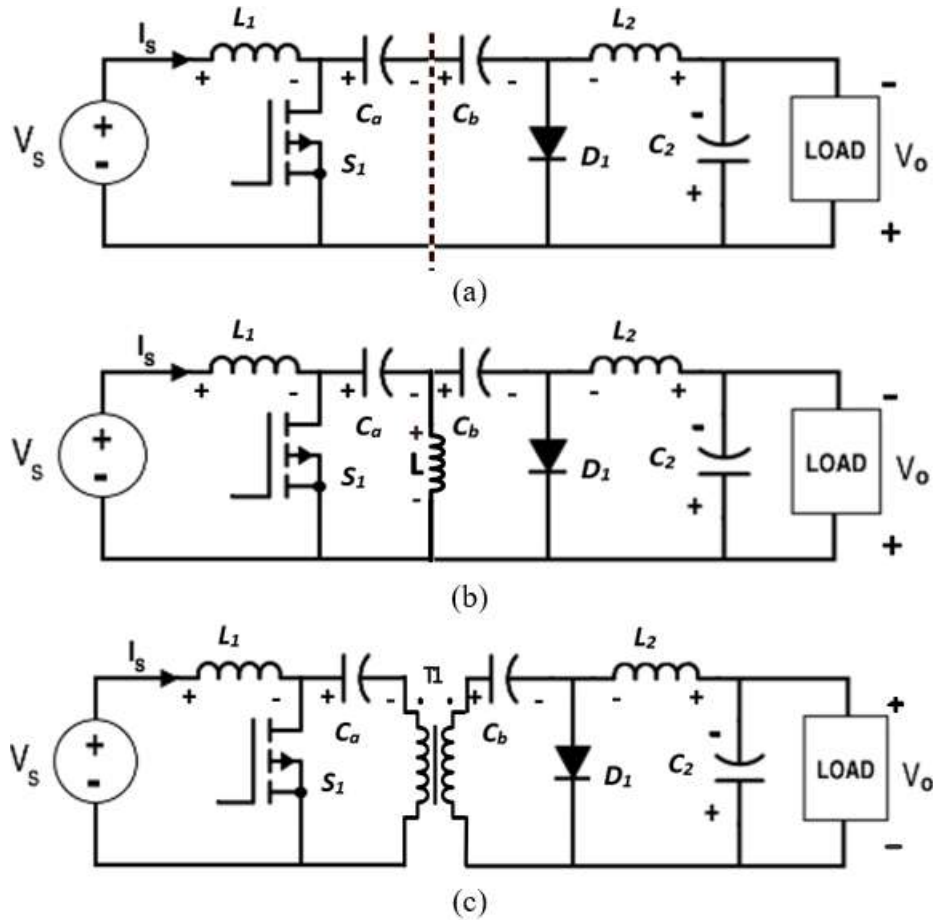 L1
Is
+ - + - + - - + -
Ca Cb
Vs + - S1 D1 C2 - + LOAD Vo
+
(a)
L1 L2
Is
+ - + - + - - + -
Ca + Cb
Vs + - S1 L - D1 C2 - + LOAD Vo
+
(b)
L1 L2
Is T1
+ - + - + - - + +
Ca Cb
Vs + - S1 D1 C2 - + LOAD Vo
-
(c)